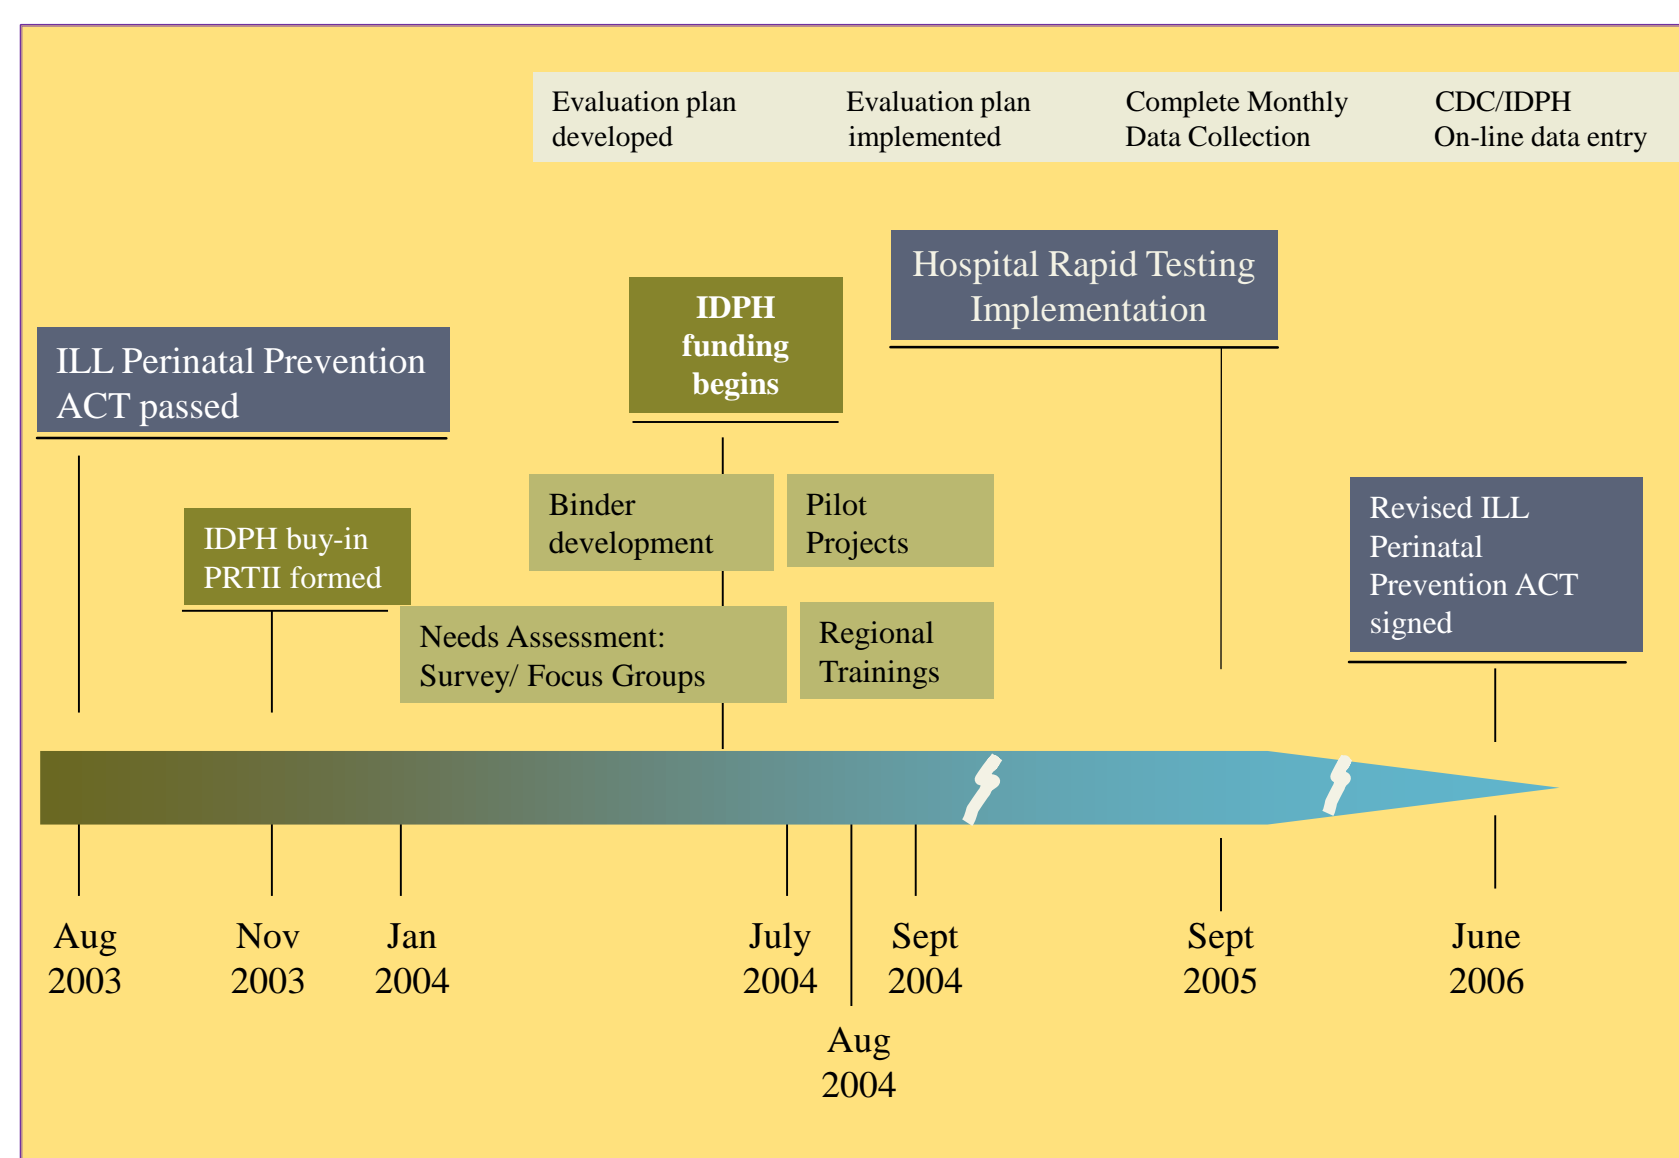 Evaluation plan
developed
Evaluation plan
implemented
Complete Monthly
Data Collection
CDC/IDPH
On-line data entry
Hospital Rapid Testing
Implementation
IDPH
funding
begins
ILL Perinatal Prevention
ACT passed
Binder
development
Pilot
Projects
Revised ILL
Perinatal
Prevention ACT
signed
IDPH buy-in
PRTII formed
Needs Assessment:
Survey/ Focus Groups
Regional
Trainings
Aug
2003
Nov
2003
Jan
2004
July
2004
Sept
2004
Sept
2005
June
2006
Aug
2004